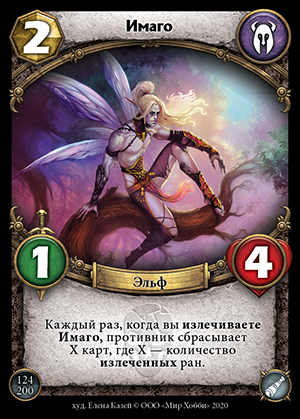 2
Имаго
1
Эльф
4
Каждый раз, когда вы излечиваете
Имаго, противник сбрасывает
X карт, где X — количество
излеченных ран.
124
200
худ. Елена Казей © ООО «Мир Хобби» 2020